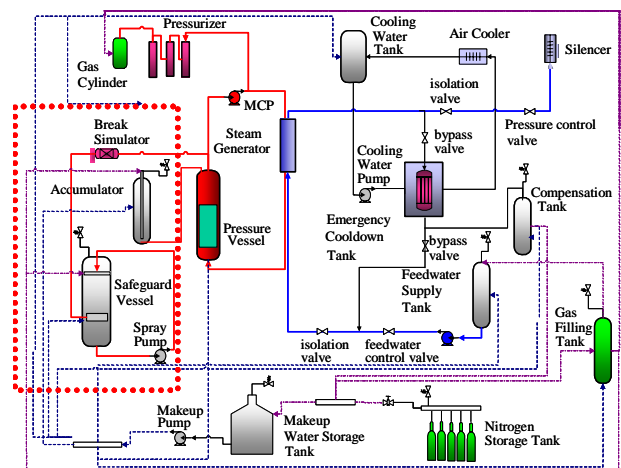 Pressurizer
Gas
Cylinder
MCP
Cooling
Water
Tank
Air Cooler
Silencer
isolation
valve
Pressure control
valve
bypass
valve
Break
Simulator
Steam
Generator
Accumulator
Cooling
Water
Pump
Emergency
Cooldown
Tank
Compensation
Tank
Pressure
Vessel
bypass
valve
Feedwater
Supply
Tank
Safeguard
Vessel
Spray
Pump
Gas
Filling
Tank
isolation
valve
feedwater
control valve
Makeup
Pump
Makeup
Water Storage
Tank
Nitrogen
Storage Tank